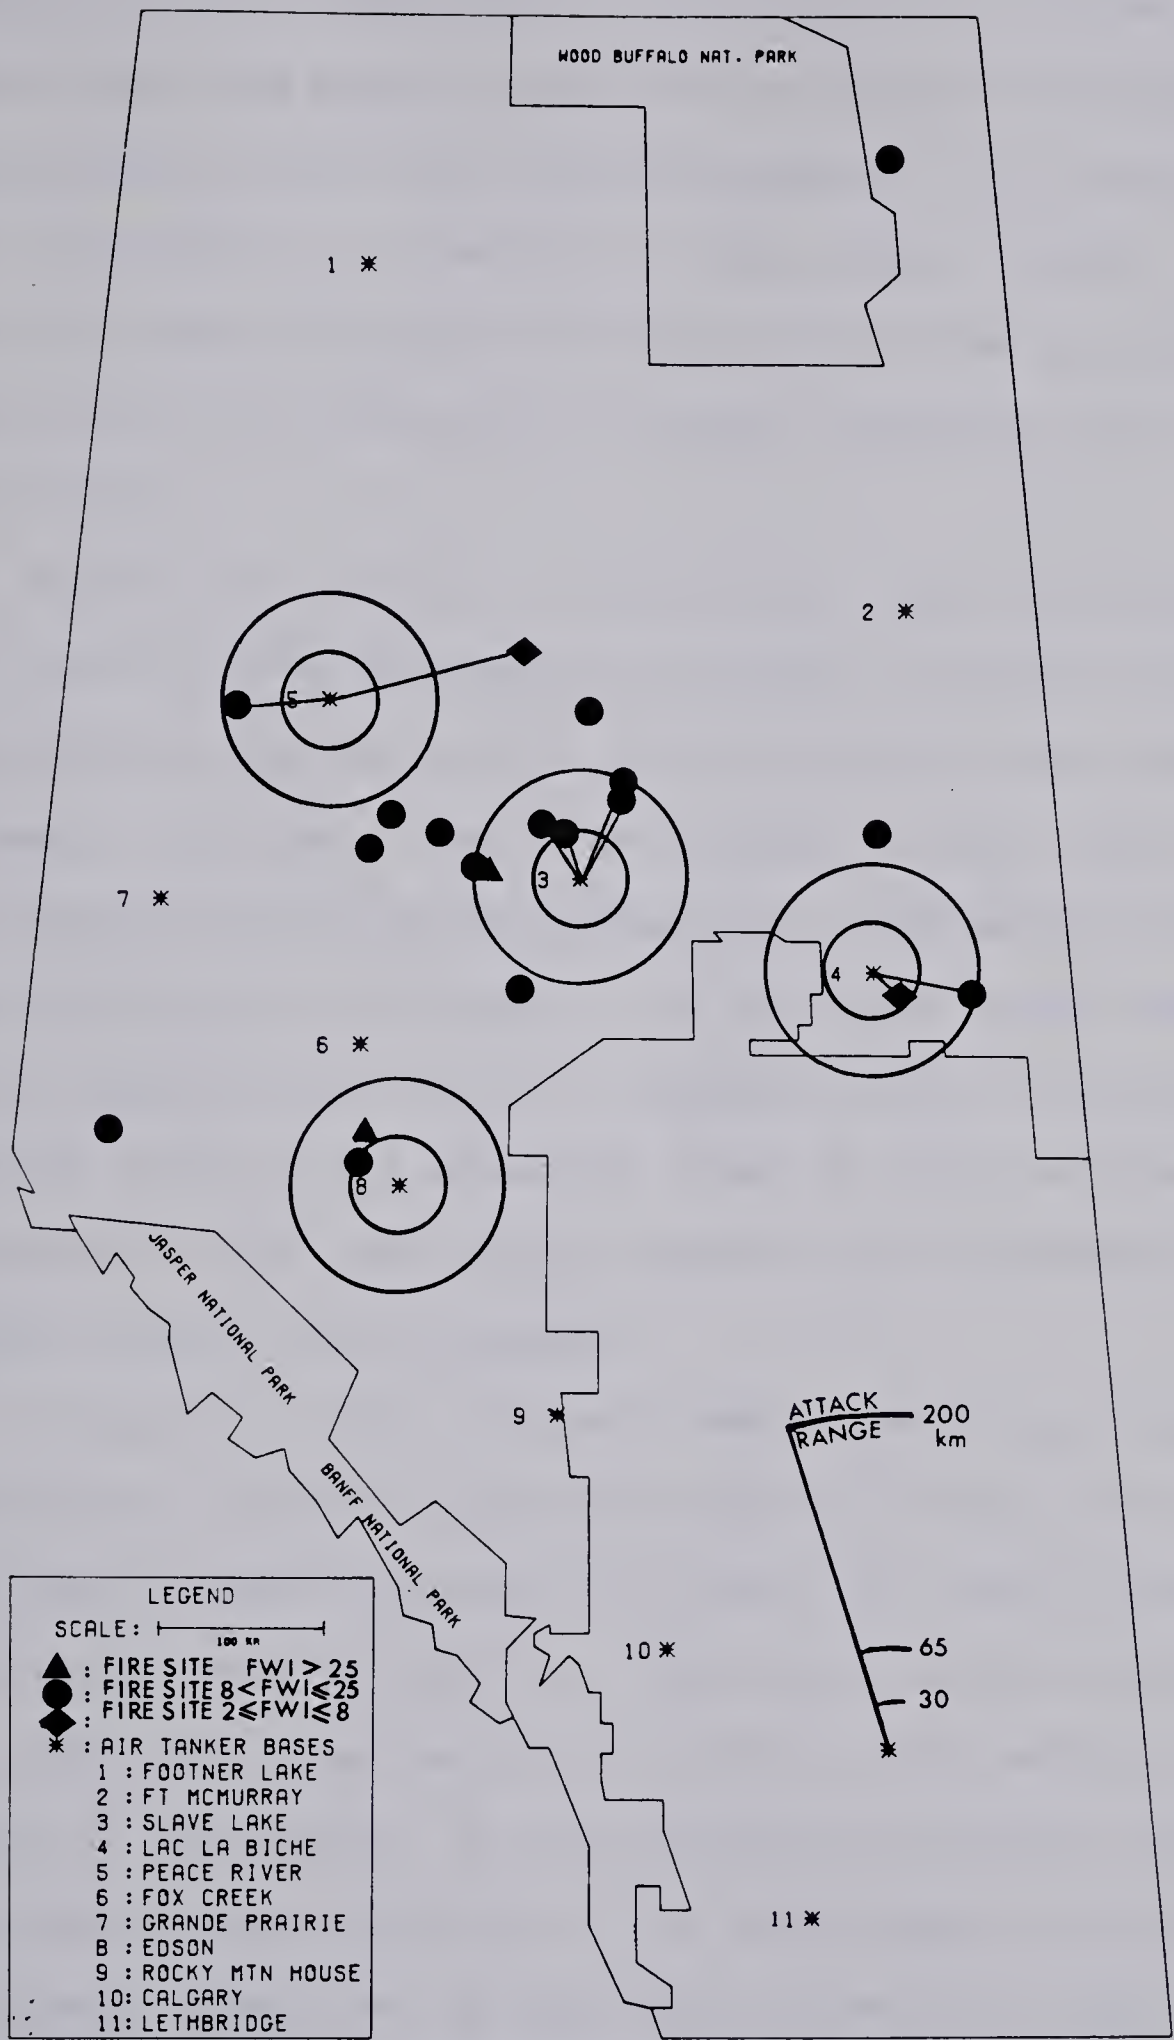 WOOD BUFFALO NAT. PARK
1
2
5
3
7
4
6
8
JASPER NATIONAL PARK
9
ATTACK
RANGE
200
km
BANFF NATIONAL PARK
LEGEND
SCALE:
100 KM
: FIRE SITE FWI > 25
: FIRE SITE 8<FWI≤25
: FIRE SITE 2≤FWI≤8
: AIR TANKER BASES
1 : FOOTNER LAKE
2 : FT MCMURRAY
3 : SLAVE LAKE
4 : LAC LA BICHE
5 : PEACE RIVER
6 : FOX CREEK
7 : GRANDE PRAIRIE
8 : EDSON
9 : ROCKY MTN HOUSE
10: CALGARY
11: LETHBRIDGE
10
65
30
11